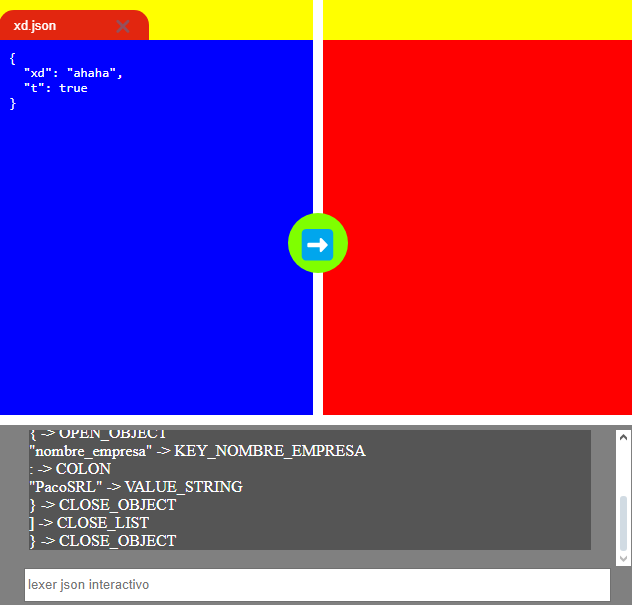 xd.json
{
"xd": "ahaha",
"t": true
}
{ -> OPEN_OBJECT
"nombre_empresa" -> KEY_NOMBRE_EMPRESA
: -> COLON
"PacoSRL" -> VALUE_STRING
} -> CLOSE_OBJECT
] -> CLOSE_LIST
} -> CLOSE_OBJECT
lexer json interactivo